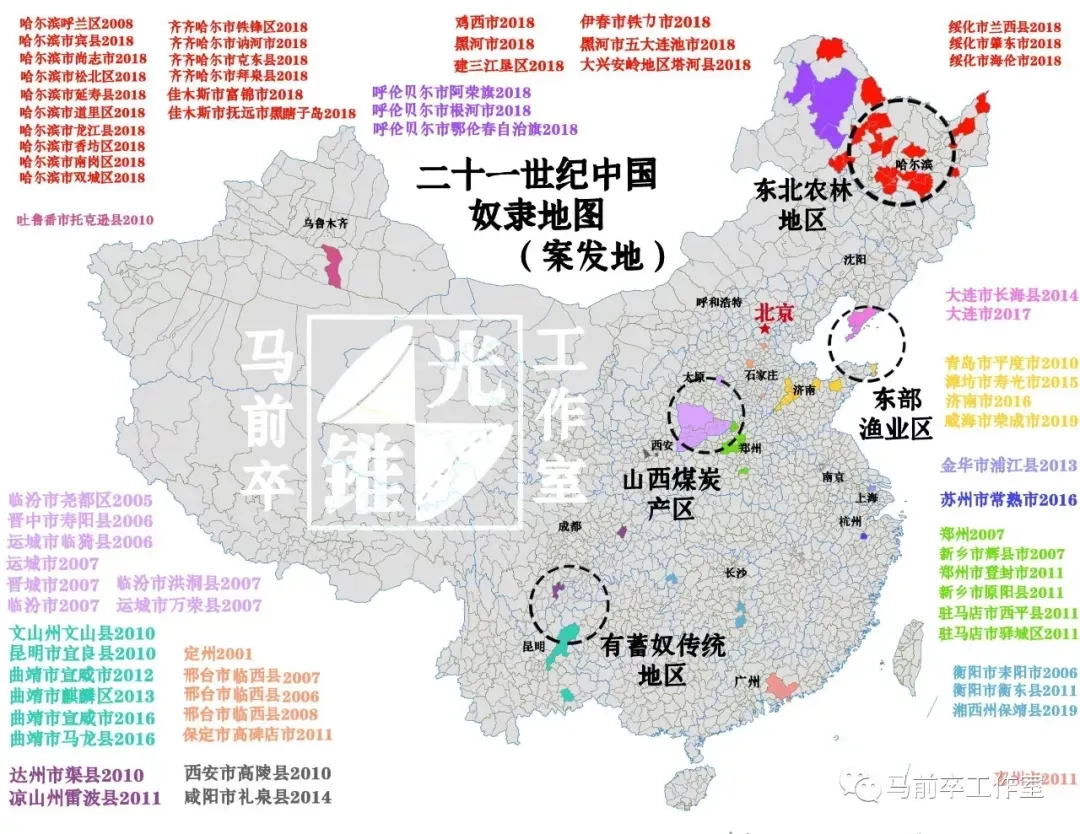 哈尔滨呼兰区2008
哈尔滨市宾县2018
哈尔滨市尚志市2018
哈尔滨市松北区2018
哈尔滨市延寿县2018
哈尔滨市道里区2018
哈尔滨市龙江县2018
哈尔滨市香坊区2018
哈尔滨市南岗区2018
哈尔滨市双城区2018
齐齐哈尔市铁锋区2018
齐齐哈尔市讷河市2018
齐齐哈尔市克东县2018
齐齐哈尔市拜泉县2018
佳木斯市富锦市2018
佳木斯市抚远市黑瞎子岛2018
鸡西市2018
黑河市2018
建三江垦区2018
伊春市铁力市2018
黑河市五大连池市2018
大兴安岭地区塔河县2018
绥化市兰西县2018
绥化市肇东市2018
绥化市海伦市2018
呼伦贝尔市阿荣旗2018
呼伦贝尔市根河市2018
呼伦贝尔市鄂伦春自治旗2018
二十一世纪中国
奴隶地图
（案发地）
吐鲁番市托克逊县2010
乌鲁木齐
哈尔滨
东北农林
地区
沈阳
呼和浩特
北京
大连市长海县2014
大连市2017
马前卒
光
锥
工作室
太原
石家庄
济南
东部
渔业区
青岛市平度市2010
潍坊市寿光市2015
济南市2016
威海市荣成市2019
西安
郑州
山西煤炭
产区
南京
上海
杭州
金华市浦江县2013
苏州市常熟市2016
临汾市尧都区2005
晋中市寿阳县2006
运城市临猗县2006
运城市2007
晋城市2007
临汾市2007
临汾市洪洞县2007
运城市万荣县2007
成都
长沙
郑州2007
新乡市辉县市2007
郑州市登封市2011
新乡市原阳县2011
驻马店市西平县2011
驻马店市驿城区2011
文山州文山县2010
昆明市宜良县2010
曲靖市宣威市2012
曲靖市麒麟区2013
曲靖市宣威市2016
曲靖市马龙县2016
定州2001
邢台市临西县2007
邢台市临西县2006
邢台市临西县2008
保定市高碑店市2011
昆明
有蓄奴传统
地区
广州
衡阳市耒阳市2006
衡阳市衡东县2011
湘西州保靖县2019
达州市渠县2010
凉山州雷波县2011
西安市高陵县2010
咸阳市礼泉县2014
州市2011
马前卒工作室